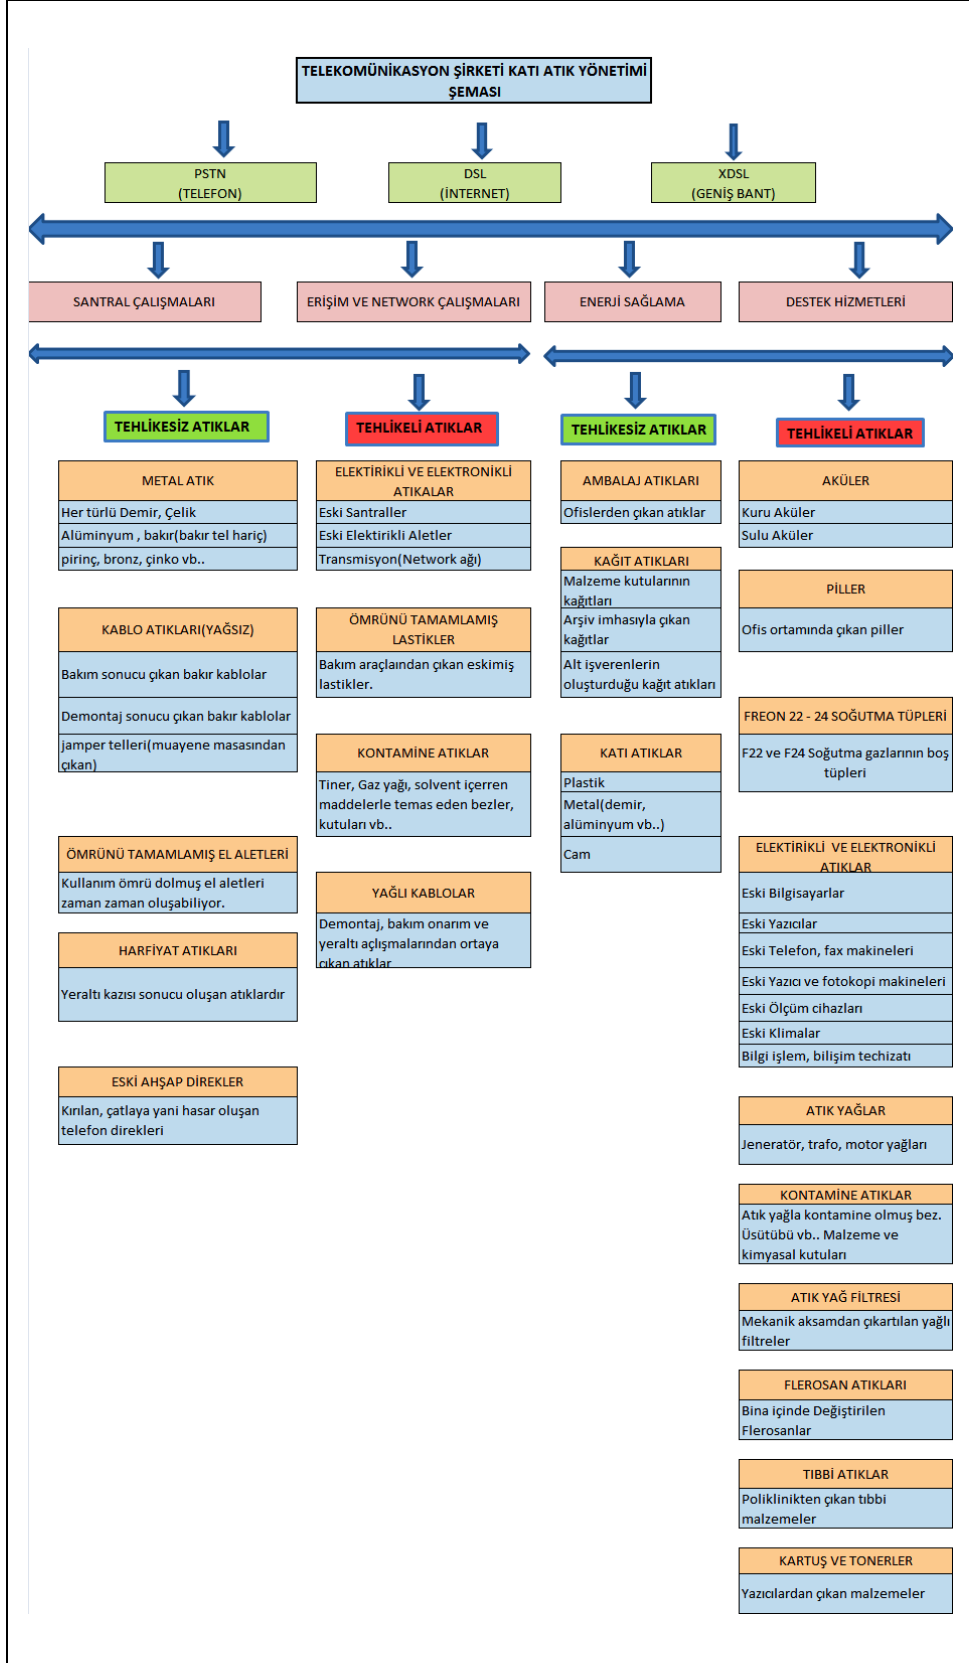 TELEKOMÜNİKASYON ŞİRKETİ KATI ATIK YÖNETİMİ
ŞEMASI
PSTN
(TELEFON)
DSL
(İNTERNET)
XDSL
(GENİŞ BANT)
SANTRAL ÇALIŞMALARI
ERİŞİM VE NETWORK ÇALIŞMALARI
ENERJİ SAĞLAMA
DESTEK HİZMETLERİ
TEHLİKESİZ ATIKLAR
TEHLİKELİ ATIKLAR
TEHLİKESİZ ATIKLAR
TEHLİKELİ ATIKLAR
METAL ATIK
Her türlü Demir, Çelik
Alüminyum , bakır(bakır tel hariç)
pirinç, bronz, çinko vb..
KABLO ATIKLARI(YAĞSIZ)
Bakım sonucu çıkan bakır kablolar
Demontaj sonucu çıkan bakır kablolar
jamper telleri(muayene masasından
çıkan)
ÖMRÜNÜ TAMAMLAMIŞ EL ALETLERİ
Kullanım ömrü dolmuş el aletleri
zaman zaman oluşabiliyor.
HARFİYAT ATIKLARI
Yeraltı kazısı sonucu oluşan atıklardır
ESKİ AHŞAP DİREKLER
Kırılan, çatlaya yani hasar oluşan
telefon direkleri
ELEKTİRİKLİ VE ELEKTRONİKLİ
ATIKALAR
Eski Santraller
Eski Elektirikli Aletler
Transmisyon(Network ağı)
ÖMRÜNÜ TAMAMLAMIŞ
LASTİKLER
Bakım araçlaından çıkan eskimiş
lastikler.
KONTAMİNE ATIKLAR
Tiner, Gaz yağı, solvent içerren
maddelerle temas eden bezler,
kutuları vb..
YAĞLI KABLOLAR
Demontaj, bakım onarım ve
yeraltı açlışmalarından ortaya
çıkan atıklar
AMBALAJ ATIKLARI
Ofislerden çıkan atıklar
KAĞIT ATIKLARI
Malzeme kutularının
kağıtları
Arşiv imhasıyla çıkan
kağıtlar
Alt işverenlerin
oluşturduğu kağıt atıkları
KATI ATIKLAR
Plastik
Metal(demir,
alüminyum vb..)
Cam
AKÜLER
Kuru Aküler
Sulu Aküler
PİLLER
Ofis ortamında çıkan piller
FREON 22 - 24 SOĞUTMA TÜPLERİ
F22 ve F24 Soğutma gazlarının boş
tüpleri
ELEKTİRİKLİ VE ELEKTRONİKLİ
ATIKLAR
Eski Bilgisayarlar
Eski Yazıcılar
Eski Telefon, fax makineleri
Eski Yazıcı ve fotokopi makineleri
Eski Ölçüm cihazları
Eski Klimalar
Bilgi işlem, bilişim techizatı
ATIK YAĞLAR
Jeneratör, trafo, motor yağları
KONTAMİNE ATIKLAR
Atık yağla kontamine olmuş bez.
Üsütübü vb.. Malzeme ve
kimyasal kutuları
ATIK YAĞ FİLTRESİ
Mekanik aksamdan çıkartılan yağlı
filtreler
FLEROSAN ATIKLARI
Bina içinde Değiştirilen
Flerosanlar
TIBBİ ATIKLAR
Poliklinikten çıkan tıbbi
malzemeler
KARTUŞ VE TONERLER
Yazıcılardan çıkan malzemeler